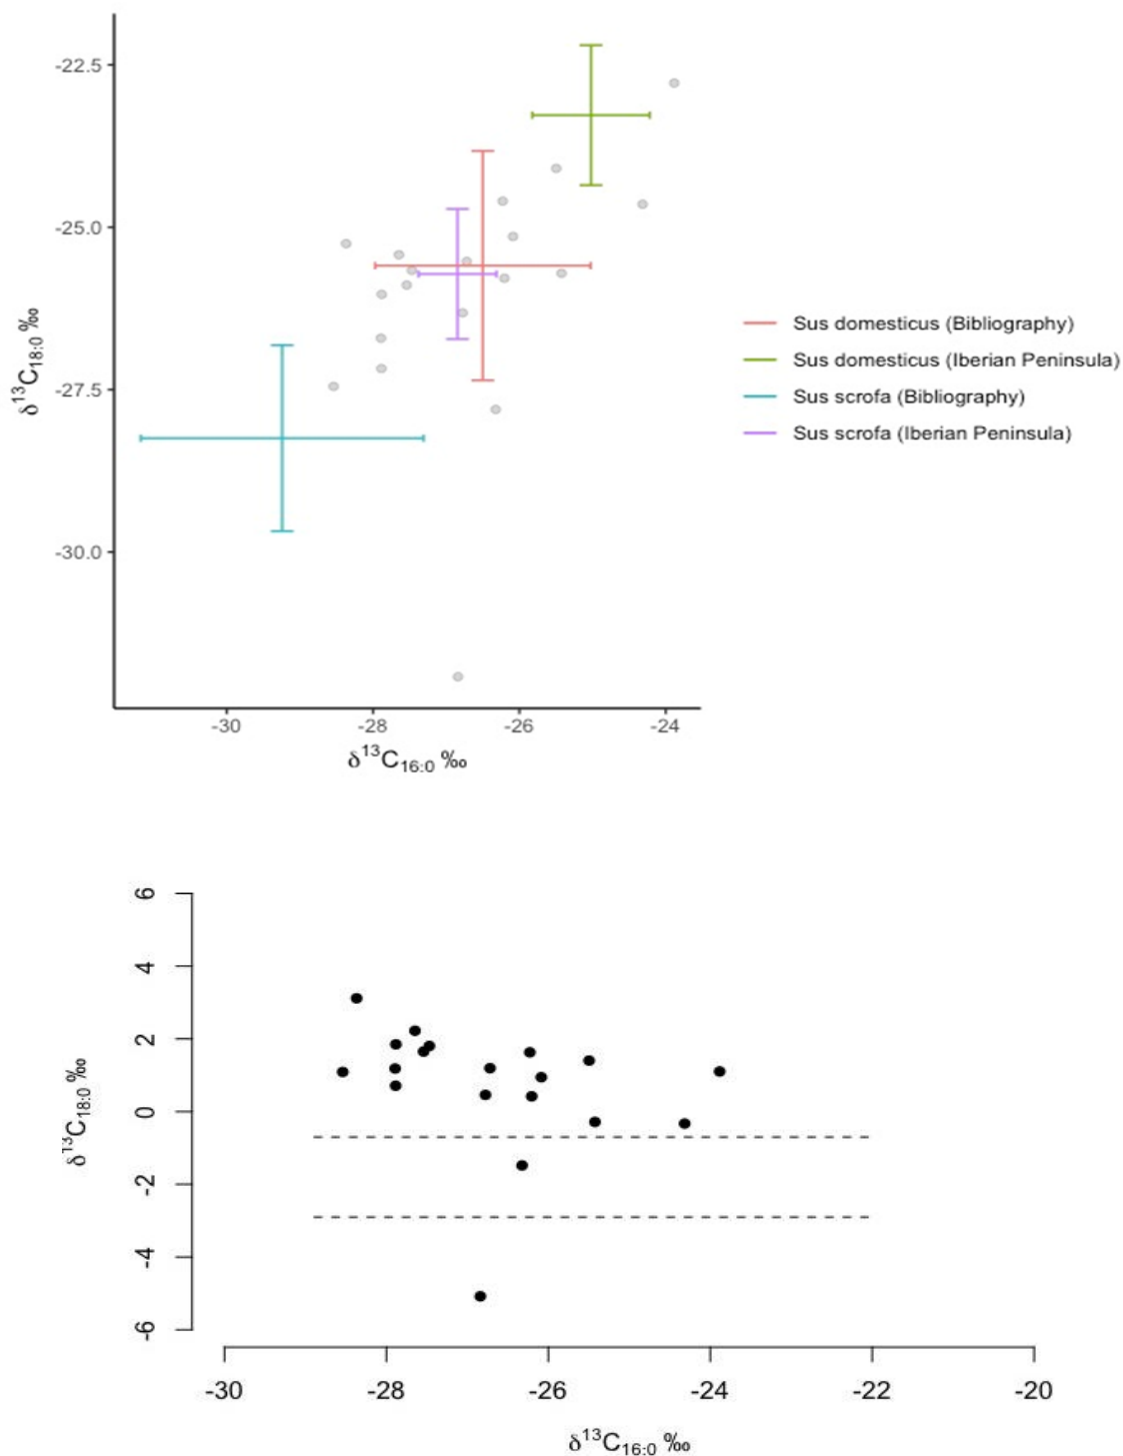 -22.5
-25.0
-27.5
-30.0
δ13C18:0 ‰
-30 -28 -26 -24
δ13C16:0 ‰
Sus domesticus (Bibliography)
Sus domesticus (Iberian Peninsula)
Sus scrofa (Bibliography)
Sus scrofa (Iberian Peninsula)
6
4
2
0
-2
-4
-6
δ13C18:0 ‰
-30 -28 -26 -24 -22 -20
δ13C16:0 ‰